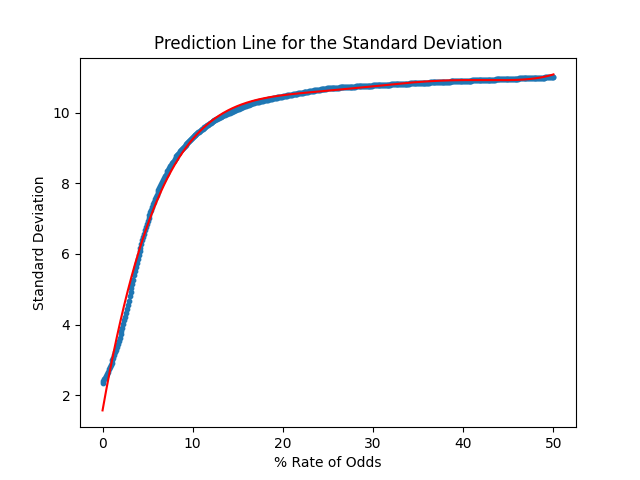 Prediction Line for the Standard Deviation
Standard Deviation
10
8
6
4
2
0 10 20 30 40 50
% Rate of Odds